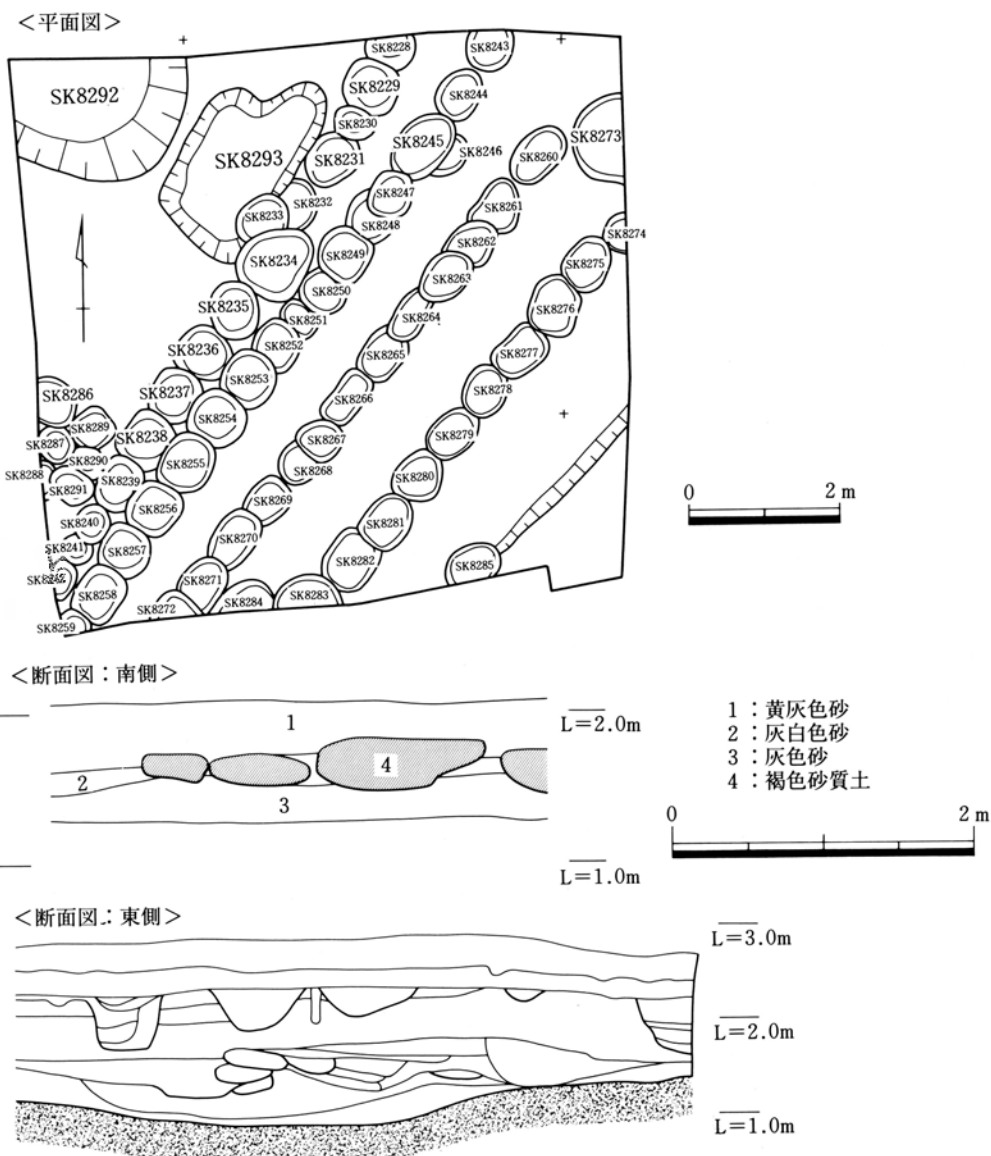 ＜平面図＞
SK8228
SK8243
SK8292
SK8229
SK8244
SK8230
SK8245
SK8273
SK8293
SK8231
SK8246
SK8260
SK8247
SK8232
SK8261
SK8233
SK8248
SK8274
SK8262
SK8234
SK8249
SK8275
SK8263
SK8250
SK8235
SK8276
SK8251
SK8264
SK8252
SK8236
SK8265
SK8277
SK8253
SK8286
SK8237
SK8266
SK8278
SK8254
SK8289
SK8238
SK8279
SK8287
SK8267
SK8290
SK8255
SK8268
SK8288
SK8239
SK8280
SK8291
SK8269
SK8256
SK8240
SK8281
SK8270
SK8241
SK8257
SK8282
SK8285
SK8271
SK8258
SK8284
SK8283
SK8272
SK8259
0 2 m
＜断面図：南側＞
1
2
3
4
L=2.0m
L=1.0m
1：黄灰色砂
2：灰白色砂
3：灰色砂
4：褐色砂質土
0 2 m
＜断面図：東側＞
L=3.0m
L=2.0m
L=1.0m